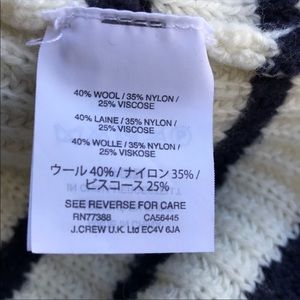 40% WOOL / 35% NYLON /
25% VISCOSE
40% LAINE / 35% NYLON /
25% VISCOSE
40% WOLLE / 35% NYLON /
25% VISKOSE
ウール 40% / ナイロン 35% /
ビスコース 25%
SEE REVERSE FOR CARE
RN77388 CA56445
J.CREW U.K. Ltd EC4V 6JA